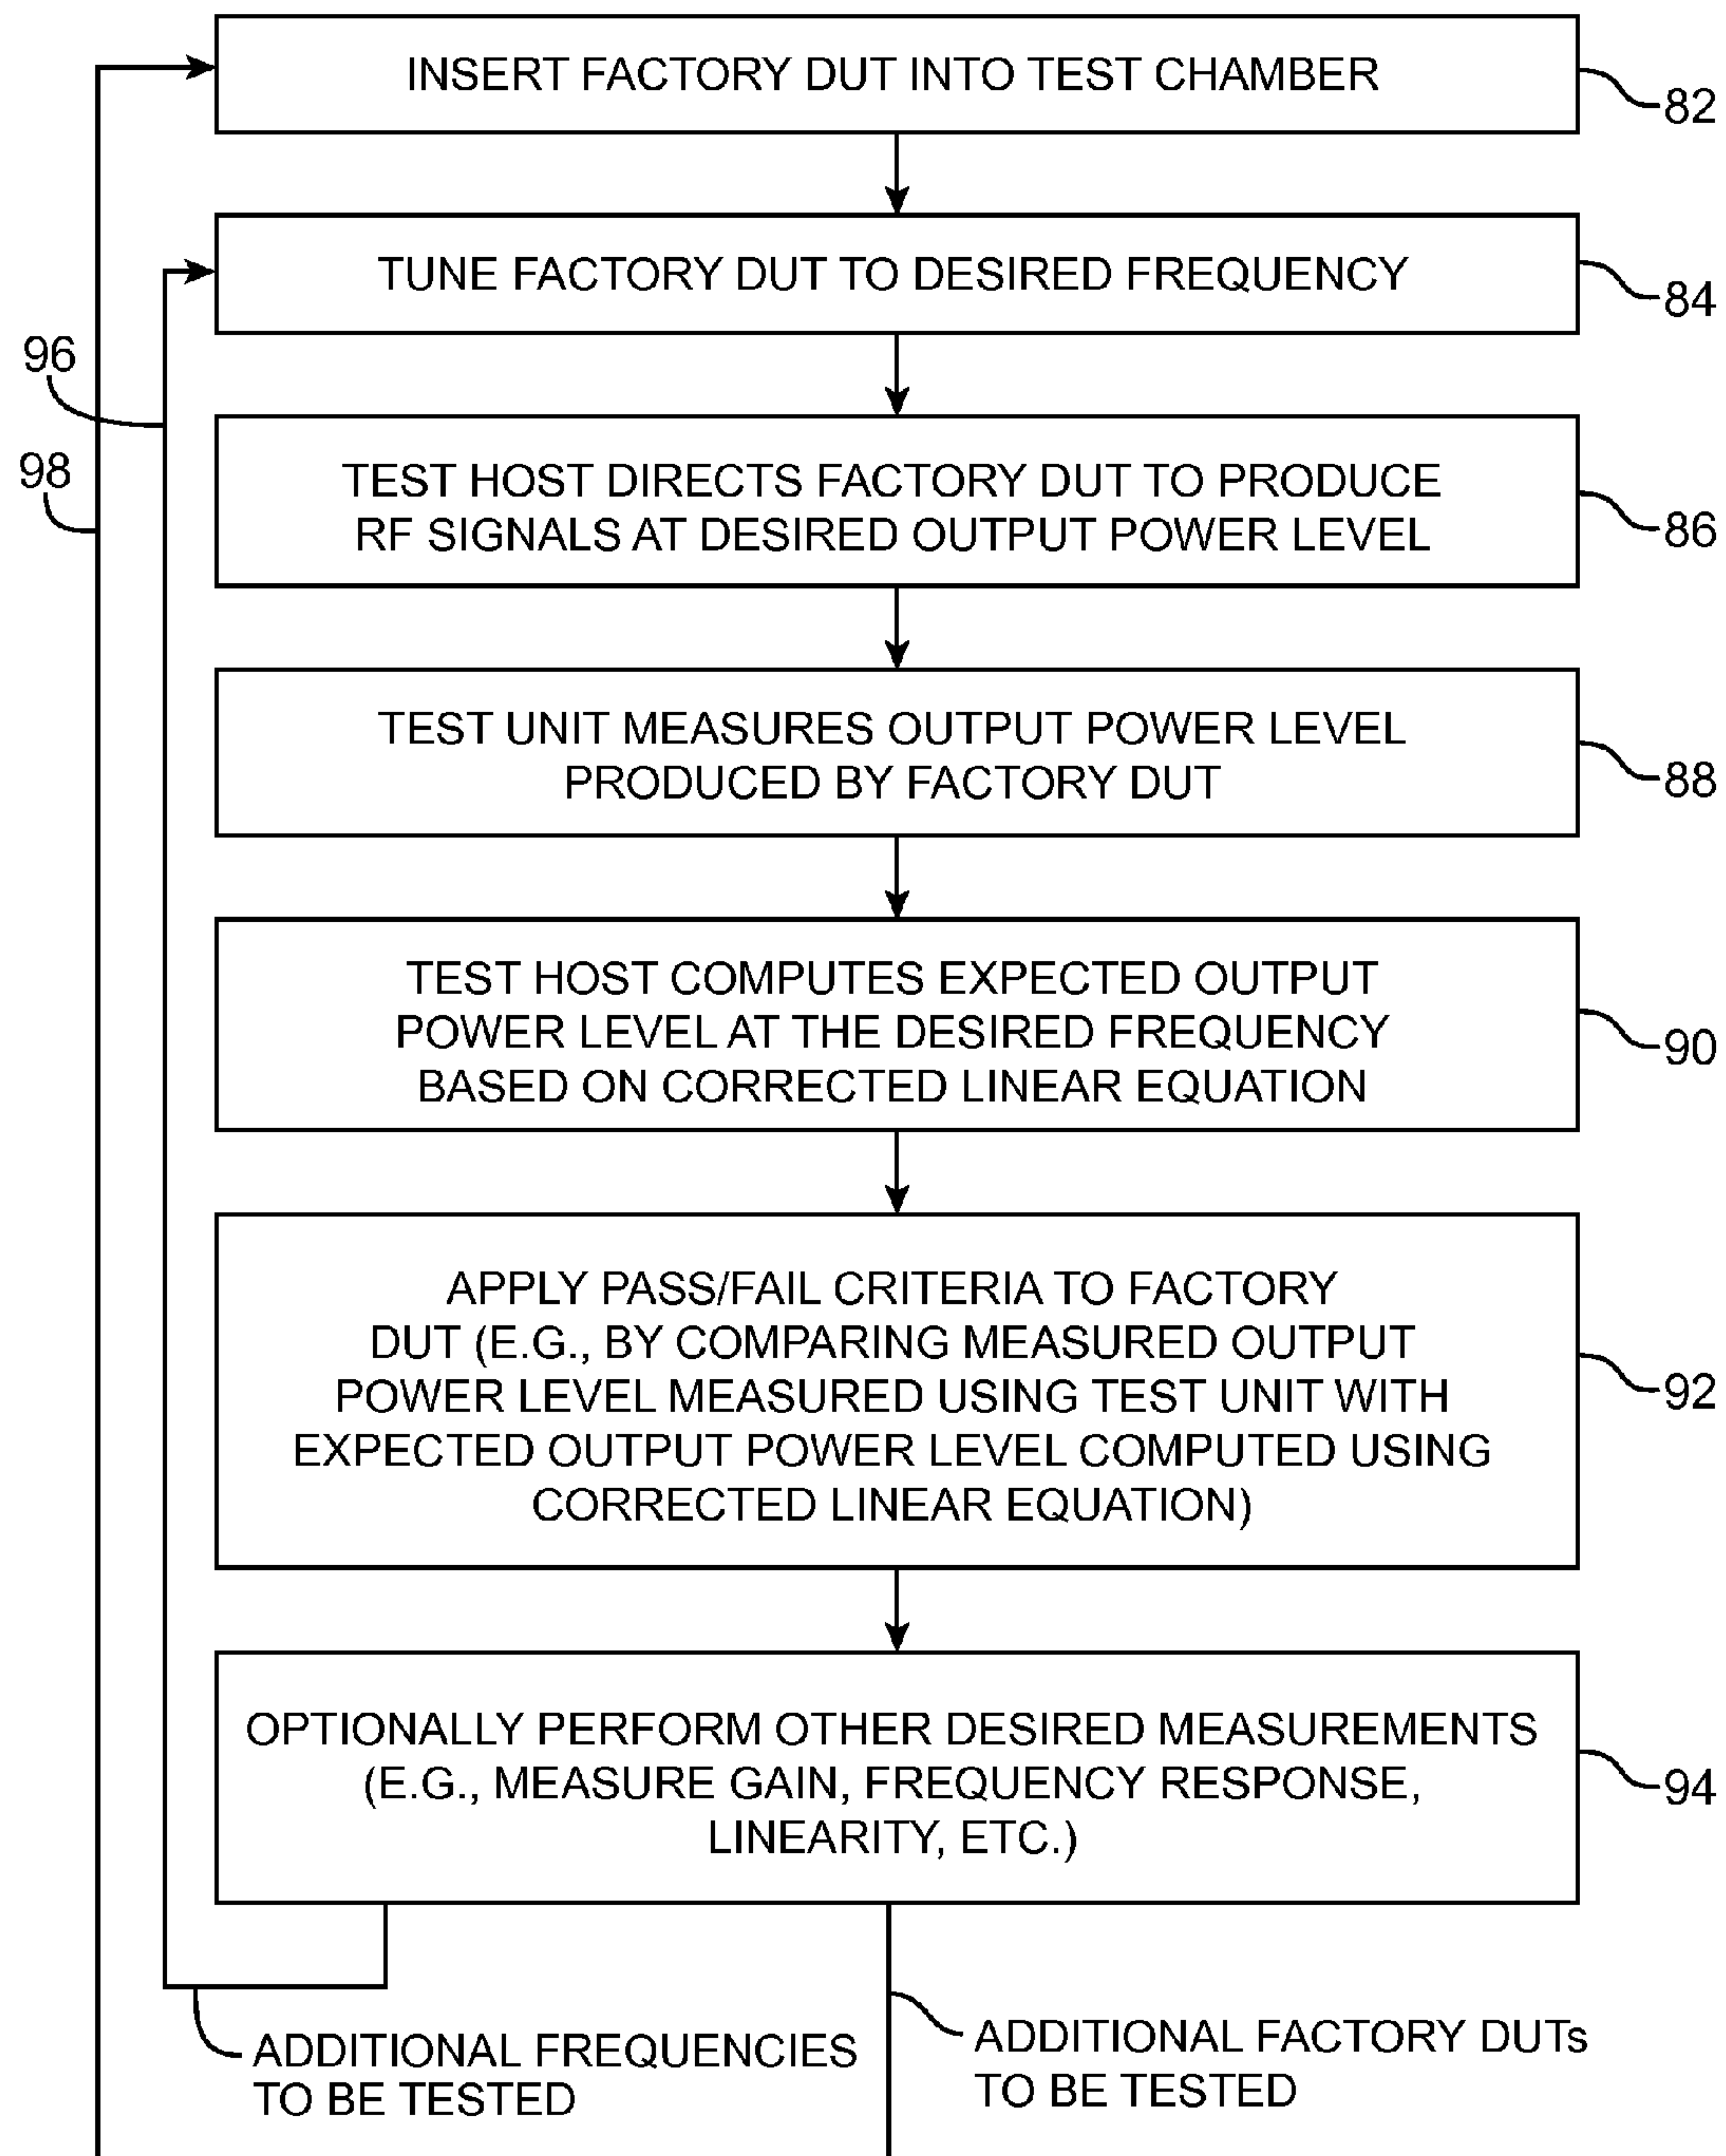 INSERT FACTORY DUT INTO TEST CHAMBER
82
TUNE FACTORY DUT TO DESIRED FREQUENCY
84
96
98
TEST HOST DIRECTS FACTORY DUT TO PRODUCE
RF SIGNALS AT DESIRED OUTPUT POWER LEVEL
86
TEST UNIT MEASURES OUTPUT POWER LEVEL
PRODUCED BY FACTORY DUT
88
TEST HOST COMPUTES EXPECTED OUTPUT
POWER LEVEL AT THE DESIRED FREQUENCY
BASED ON CORRECTED LINEAR EQUATION
90
APPLY PASS/FAIL CRITERIA TO FACTORY
DUT (E.G., BY COMPARING MEASURED OUTPUT
POWER LEVEL MEASURED USING TEST UNIT WITH
EXPECTED OUTPUT POWER LEVEL COMPUTED USING
CORRECTED LINEAR EQUATION)
92
OPTIONALLY PERFORM OTHER DESIRED MEASUREMENTS
(E.G., MEASURE GAIN, FREQUENCY RESPONSE,
LINEARITY, ETC.)
94
ADDITIONAL FREQUENCIES
TO BE TESTED
ADDITIONAL FACTORY DUTs
TO BE TESTED